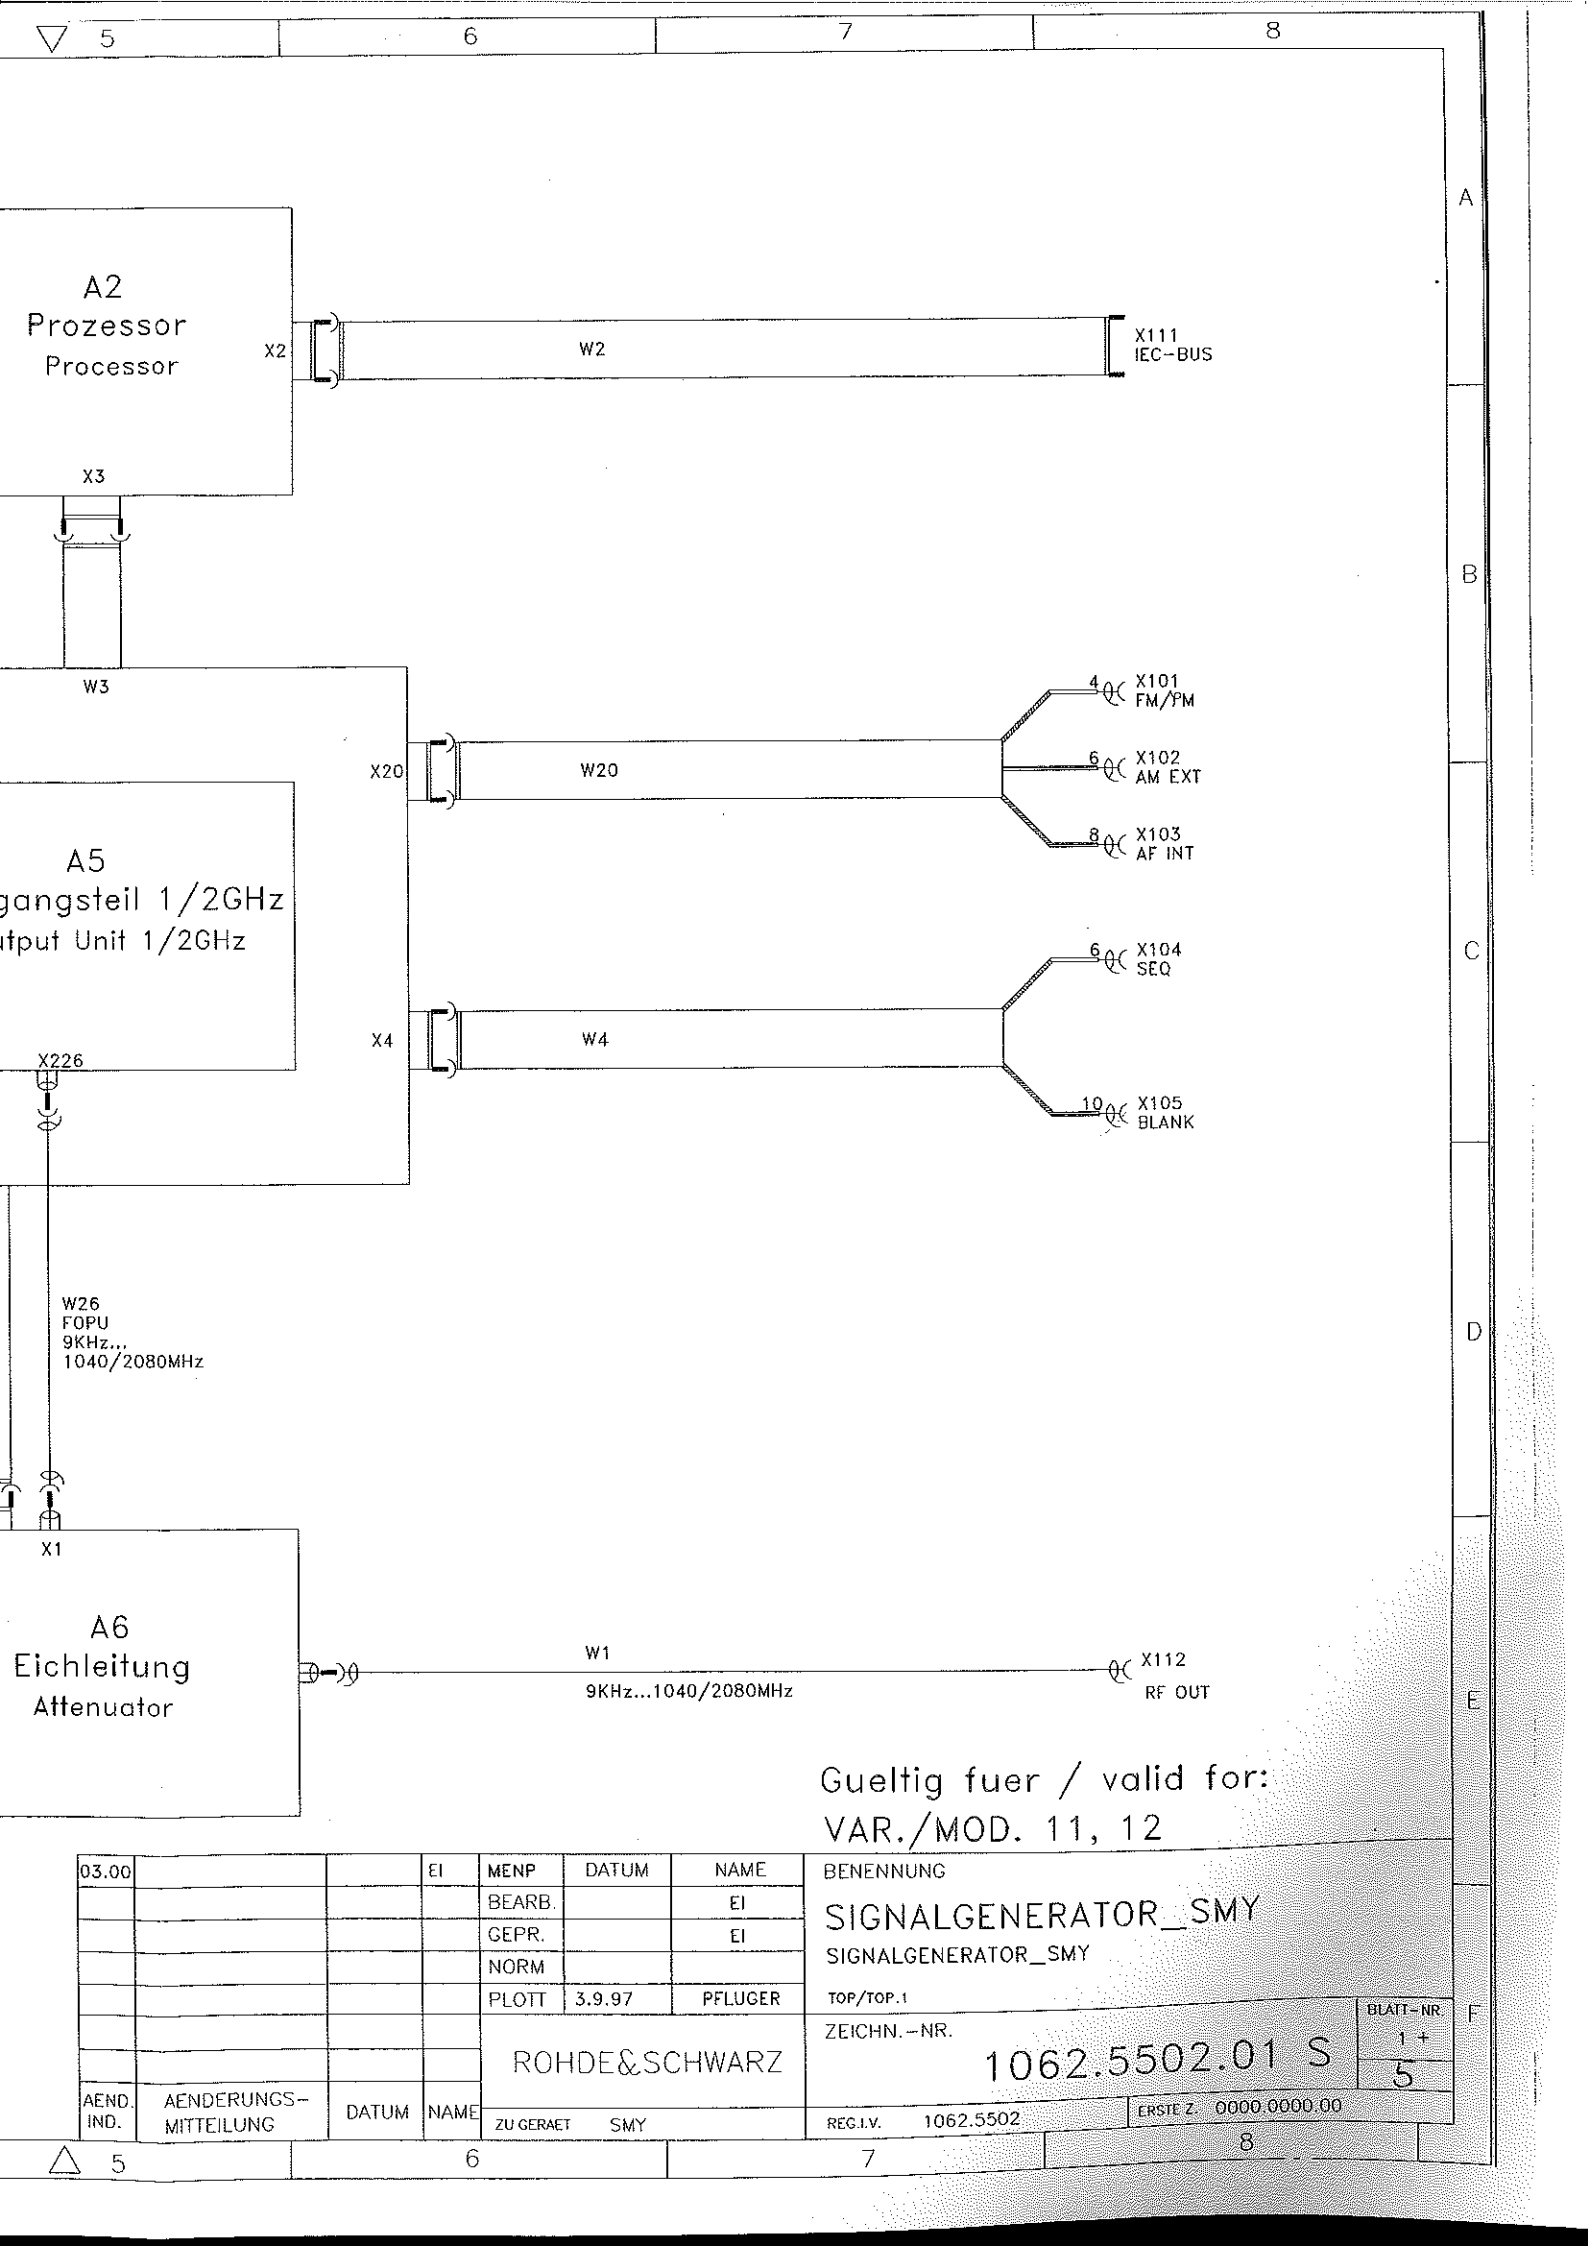 5 6 7 8
A
A2
Prozessor
Processor
X2
W2
X111
IEC-BUS
X3
B
W3
4 X101
FM/PM
X20
W20
6 X102
AM EXT
8 X103
AF INT
A5
gangsteil 1/2GHz
utput Unit 1/2GHz
C
6 X104
SEQ
X4
W4
X226
10 X105
BLANK
W26
FOPU
9KHz...
1040/2080MHz
D
X1
A6
Eichleitung
Attenuator
W1
9KHz...1040/2080MHz
X112
RF OUT
E
Gueltig fuer / valid for:
VAR./MOD. 11, 12
03.00 EI MENP DATUM NAME
BEARB. EI
GEPR. EI
NORM
PLOTT 3.9.97 PFLUGER
BENENNUNG
SIGNALGENERATOR_SMY
SIGNALGENERATOR_SMY
TOP/TOP.1
ROHDE&SCHWARZ
ZEICHN.-NR.
1062.5502.01 S
BLATT-NR
1 +
5
F
AEND.
IND.
AENDERUNGS-
MITTEILUNG
DATUM NAME
ZU GERAET SMY
REG.I.V. 1062.5502
ERSTE Z. 0000.0000.00
5 6 7 8